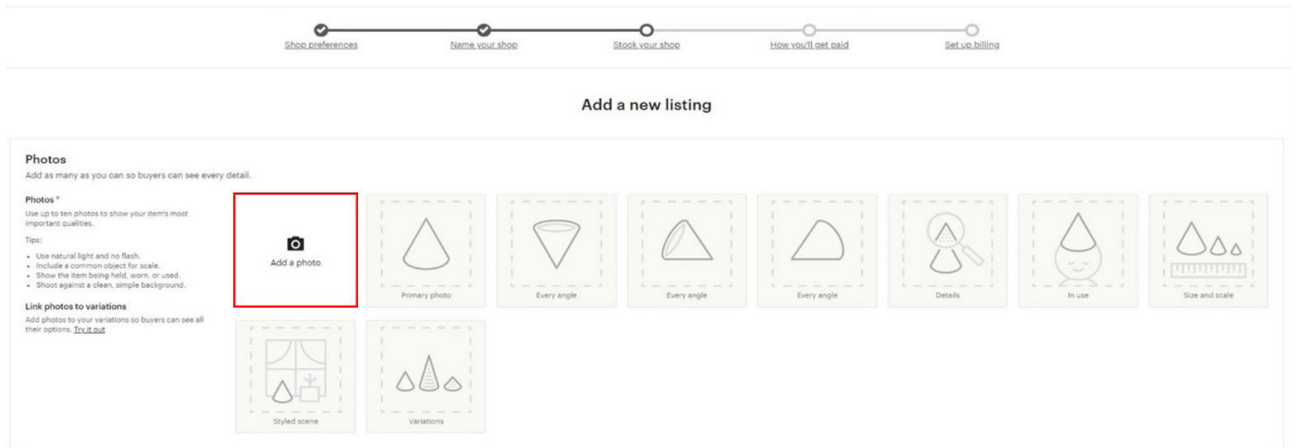 Shop preferences
Name your shop
Stock your shop
How you'll get paid
Set up billing
Add a new listing
Photos
Add as many as you can so buyers can see every detail.
Photos *
Use up to ten photos to show your item's most
important qualities.
Tips:
• Use natural light and no flash.
• Include a common object for scale.
• Show the item being held, worn, or used.
• Shoot against a clean, simple background.
Link photos to variations
Add photos to your variations so buyers can see all
their options. Try it out
Add a photo
Primary photo
Every angle
Every angle
Every angle
Details
In use
Size and scale
Styled scene
Variations